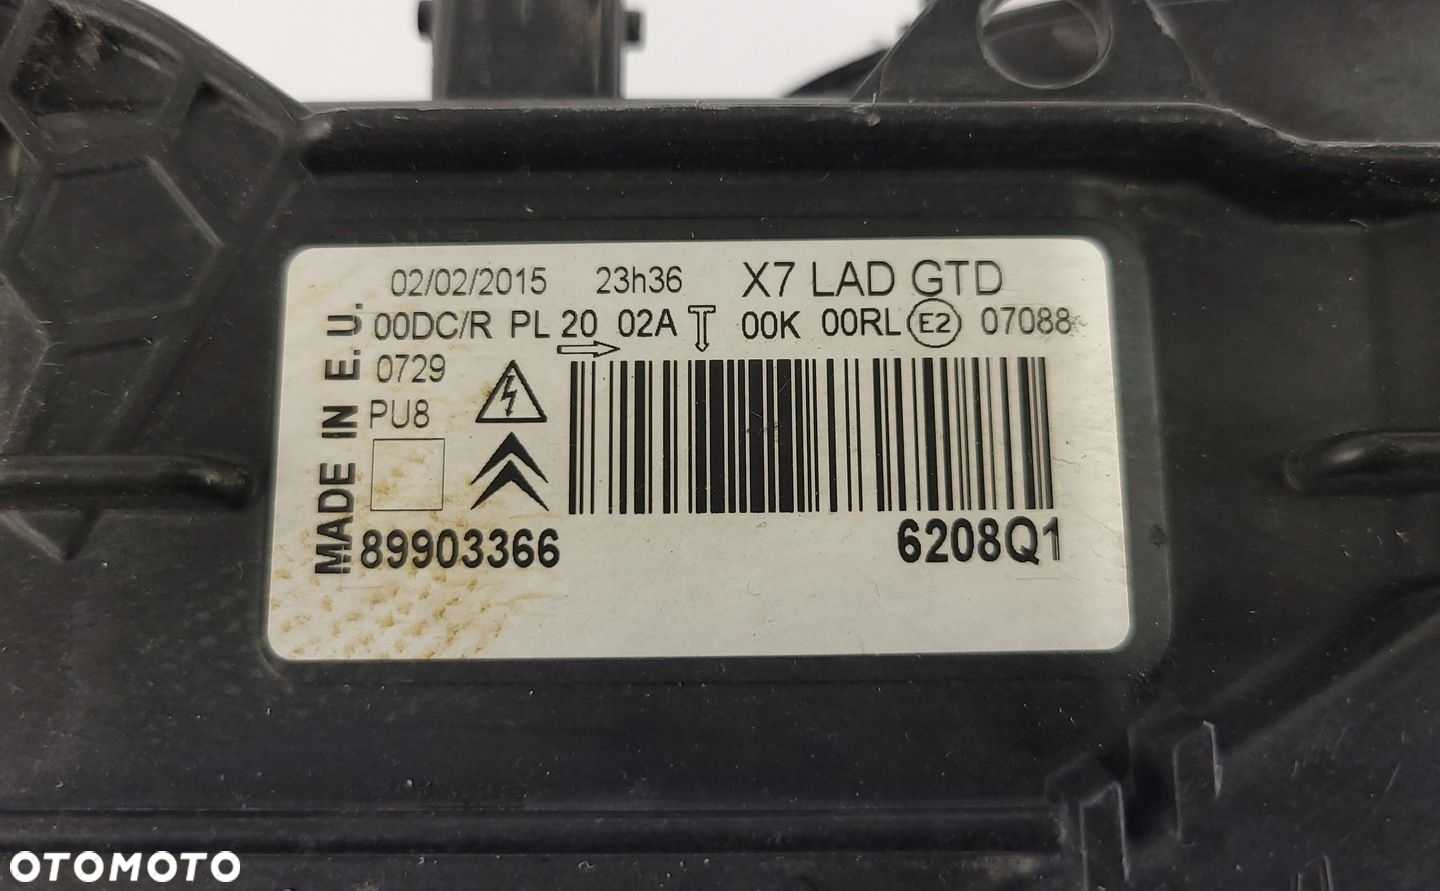 02/02/2015 23h36 X7 LAD GTD
00DC/R PL 20 02A 00K 00RL E2 07088
0729
PU8
MADE IN E.U.
89903366 6208Q1
OTOMOTO